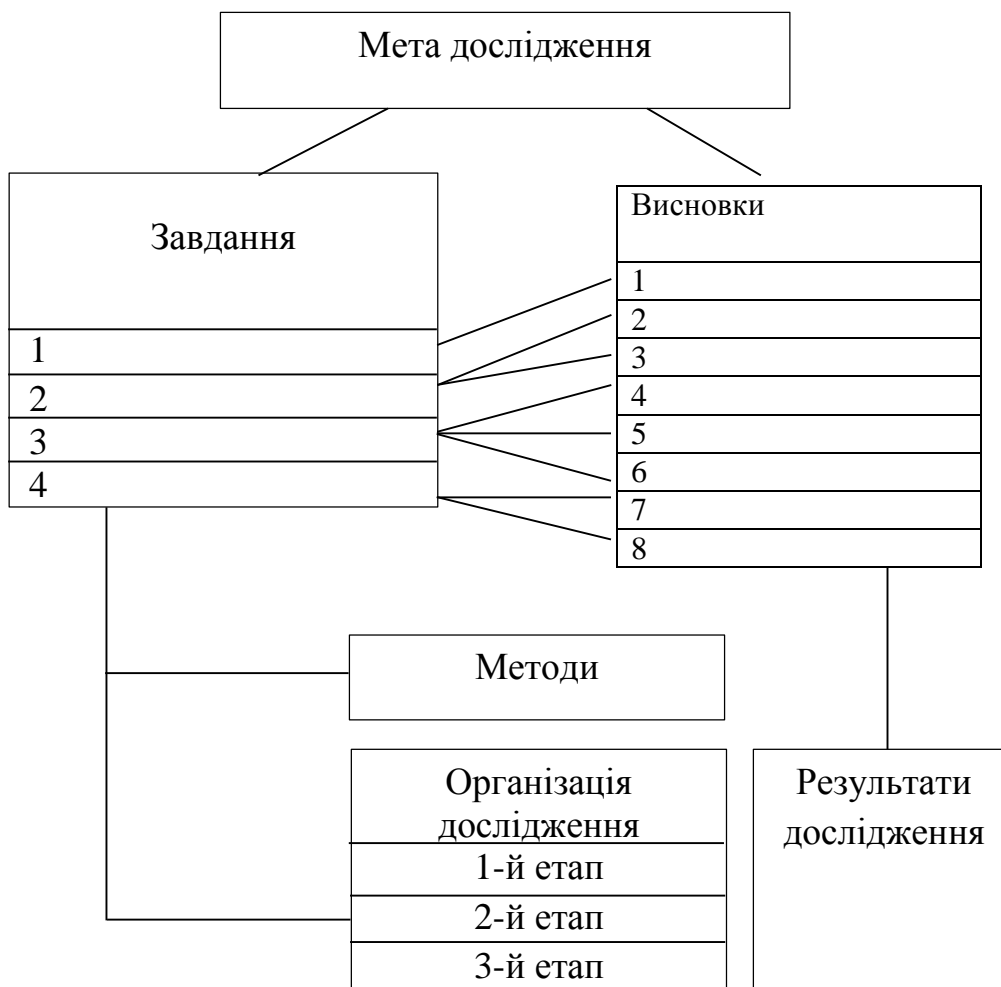 Мета дослідження
Завдання
1
2
3
4
Висновки
1
2
3
4
5
6
7
8
Методи
Організація
дослідження
1-й етап
2-й етап
3-й етап
Результати
дослідження